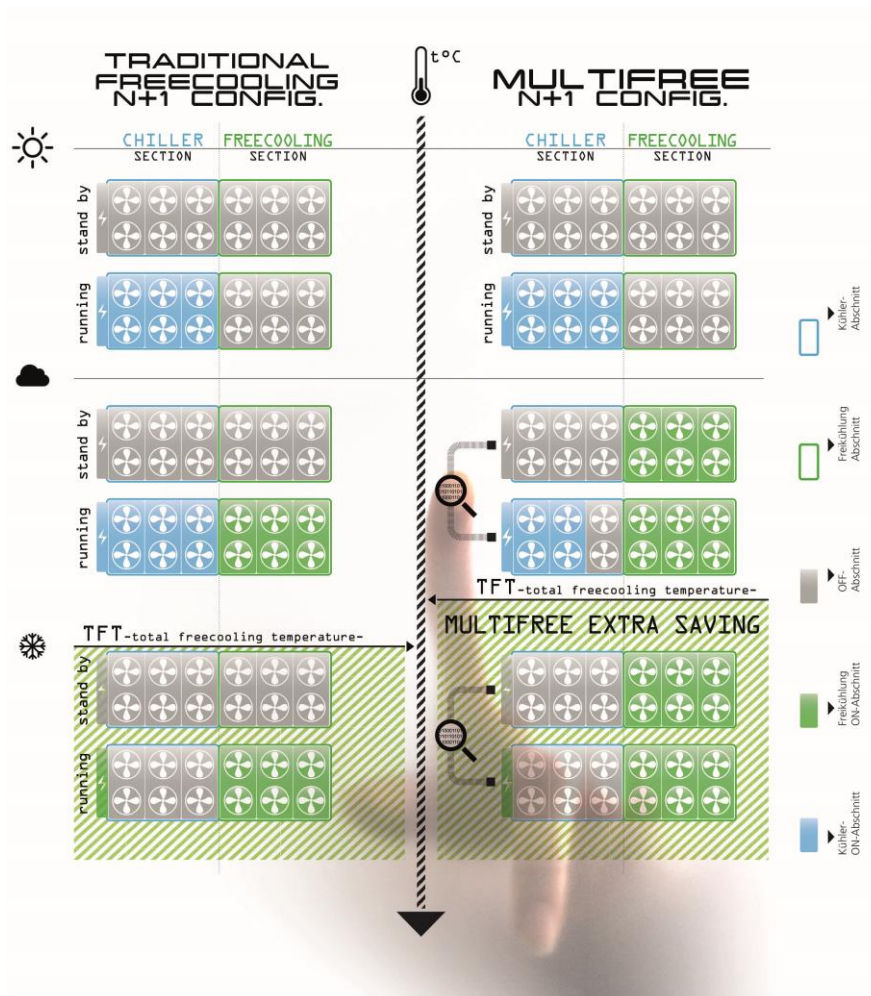 TRADITIONAL
FREECOOLING
N+1 CONFIG.
t°C
MULTIFREE
N+1 CONFIG.
CHILLER
SECTION
FREECOOLING
SECTION
CHILLER
SECTION
FREECOOLING
SECTION
stand by
running
stand by
running
stand by
running
stand by
running
TFT-total freecooling temperature-
MULTIFREE EXTRA SAVING
TFT-total freecooling temperature-
stand by
running
Kühler-
Abschnitt
Freikühlung
Abschnitt
OFF-
Abschnitt
Freikühlung
ON-Abschnitt
Kühler-
ON-Abschnitt